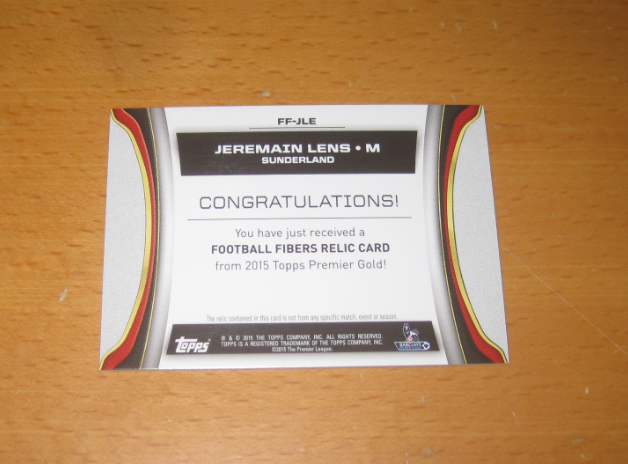 FF-JLE
JEREMAIN LENS • M
SUNDERLAND
CONGRATULATIONS!
You have just received a
FOOTBALL FIBERS RELIC CARD
from 2015 Topps Premier Gold!
The relic contained in this card is not from any specific match, event or season.
Topps
® & © 2015 THE TOPPS COMPANY, INC. ALL RIGHTS RESERVED.
TOPPS IS A REGISTERED TRADEMARK OF THE TOPPS COMPANY, INC.
©2015 The Premier League.
BARCLAYS